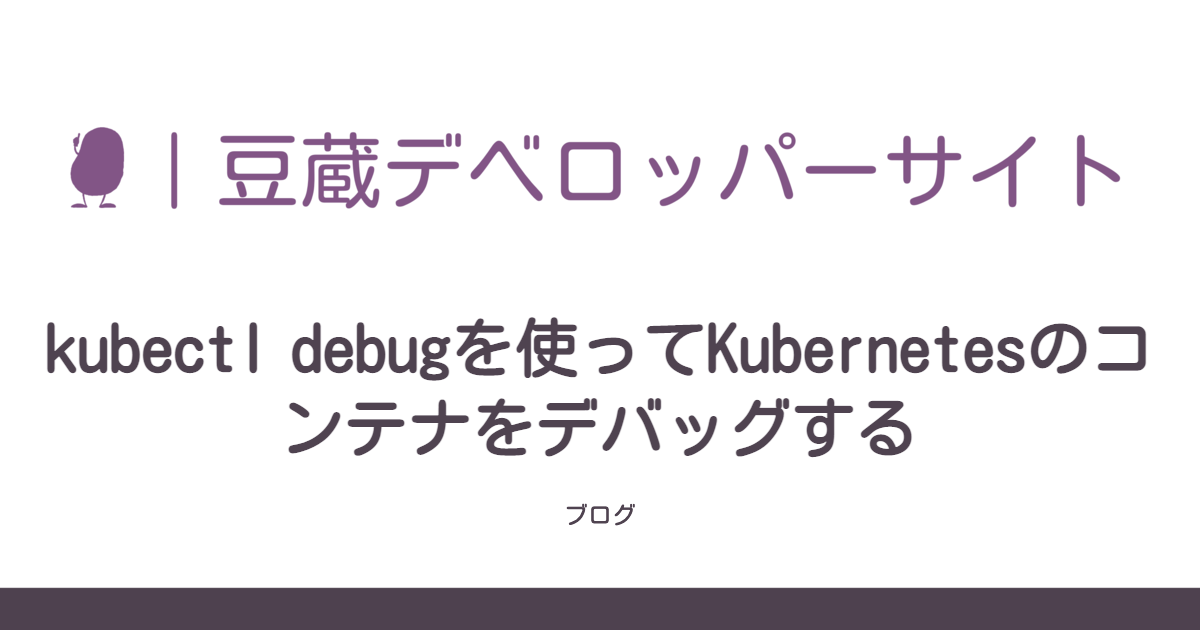 ｜豆蔵デベロッパーサイト
kubectl debugを使ってKubernetesのコ
ンテナをデバッグする
ブログ